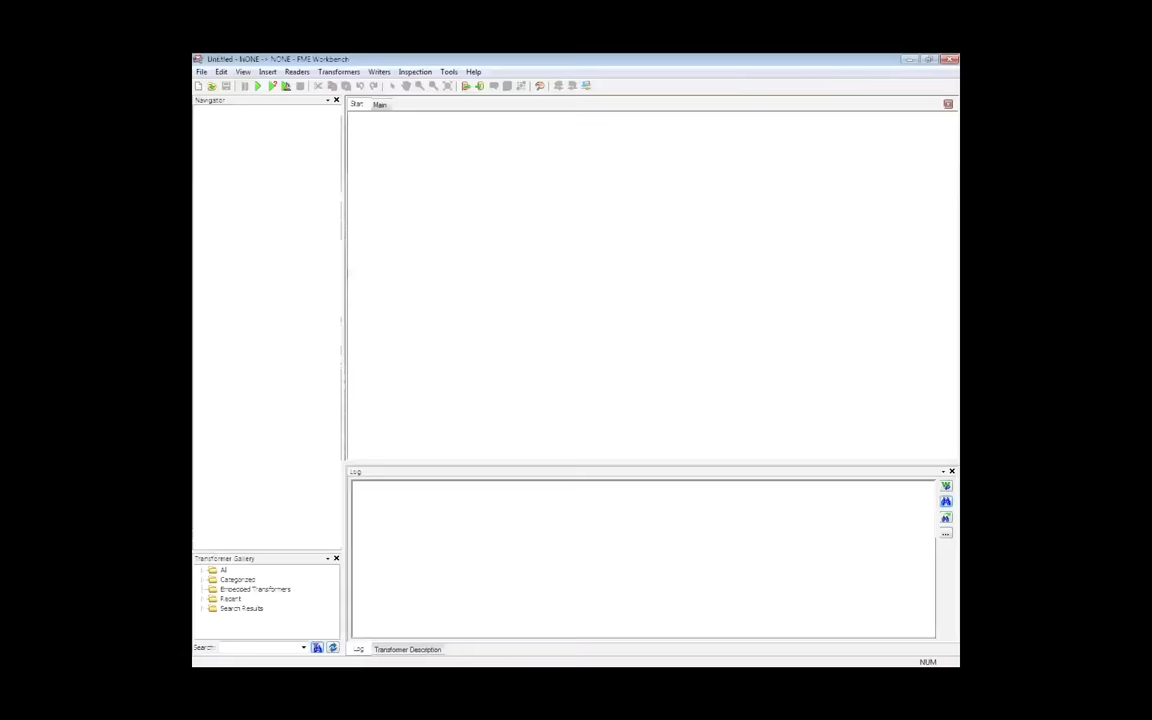 Untitled - NONE -> NONE - FME Workbench
File Edit View Insert Readers Transformers Writers Inspection Tools Help
Navigator
Start Main
Log
Transformer Gallery
All
Categorized
Embedded Transformers
Recent
Search Results
Search:
Log Transformer Description
NUM